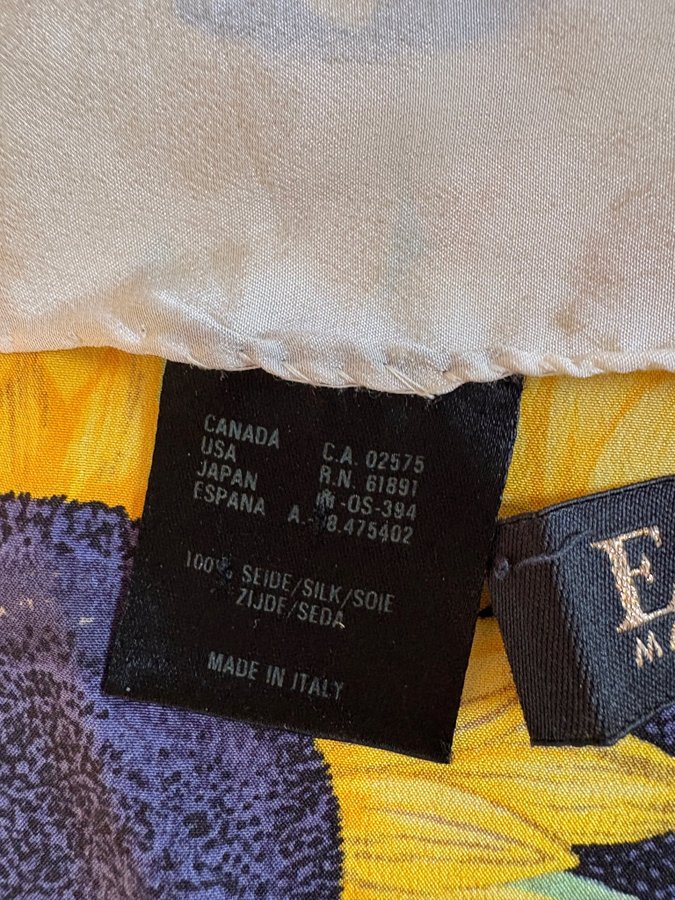 CANADA C.A. 02575
USA R.N. 61891
JAPAN -OS-394
ESPANA A.- 8.475402
100% SEIDE/SILK/SOIE
ZIJDE/SEDA
MADE IN ITALY
E
MA